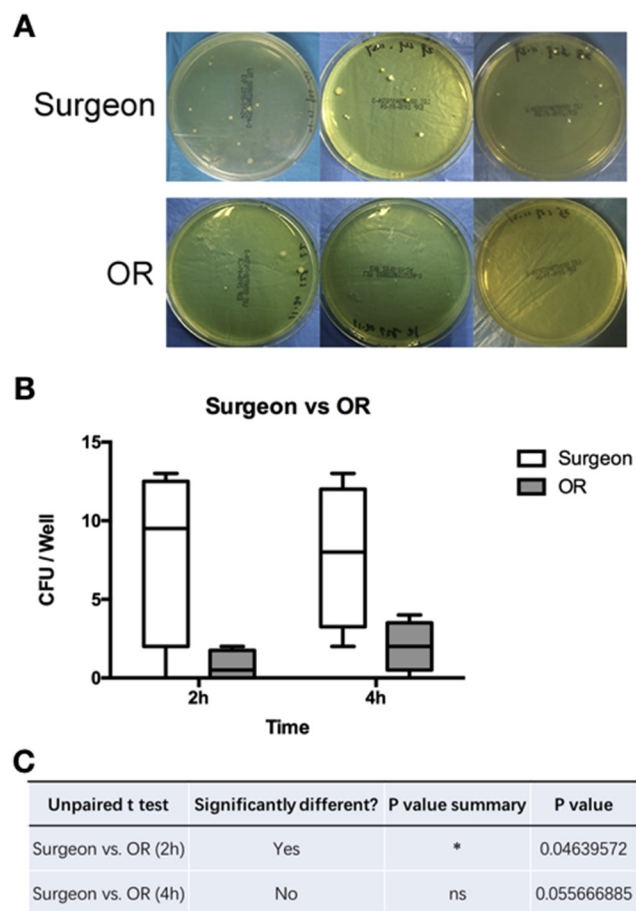 A
Surgeon
OR
B
Surgeon vs OR
15
10
5
0
CFU / Well
2h
4h
Time
Surgeon
OR
C
Unpaired t test Significantly different? P value summary P value
Surgeon vs. OR (2h) Yes * 0.04639572
Surgeon vs. OR (4h) No ns 0.055666885